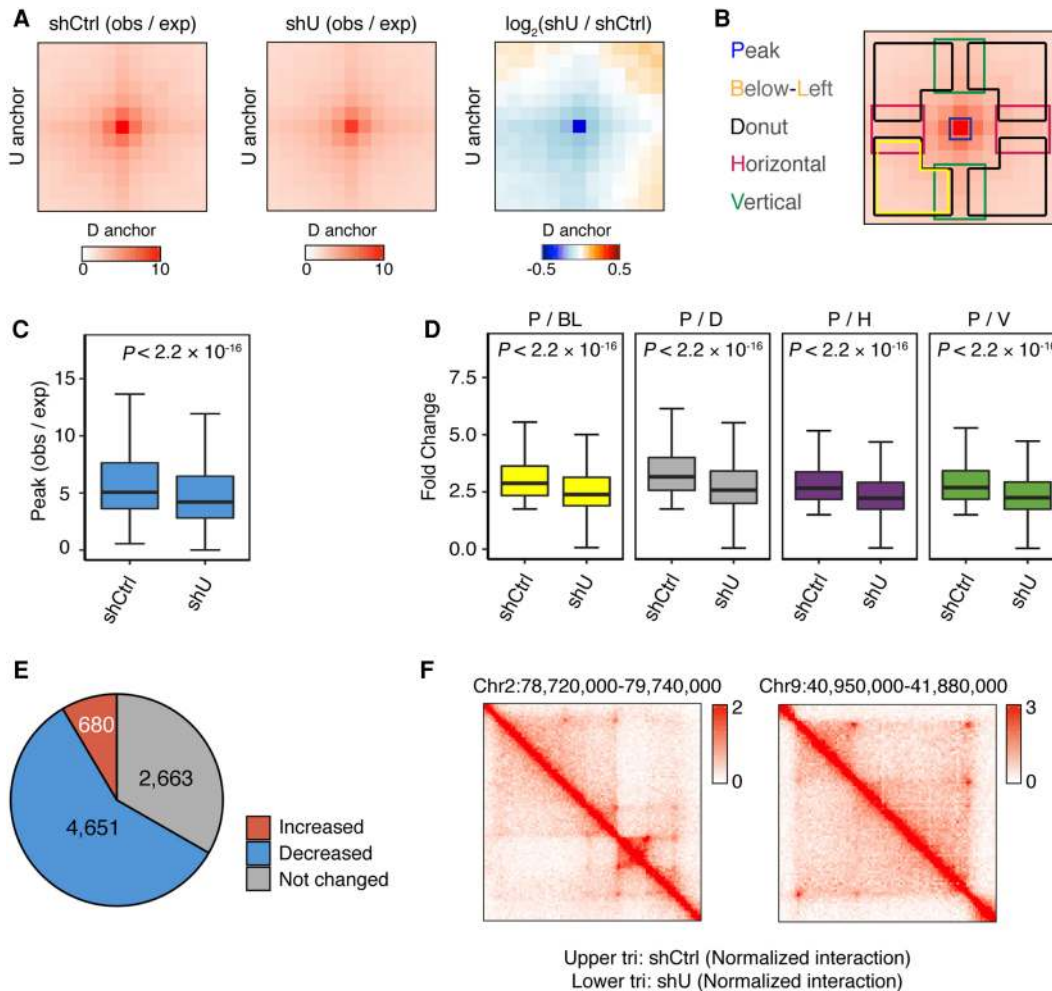 A
shCtrl (obs / exp)
U anchor
D anchor
0 10
shU (obs / exp)
U anchor
D anchor
0 10
log2(shU / shCtrl)
U anchor
D anchor
-0.5 0.5
B
Peak
Below-Left
Donut
Horizontal
Vertical
C
P < 2.2 × 10-16
Peak (obs / exp)
15
10
5
0
shCtrl
shU
D
P / BL
P / D
P / H
P / V
P < 2.2 × 10-16
P < 2.2 × 10-16
P < 2.2 × 10-16
P < 2.2 × 10-16
Fold Change
7.5
5.0
2.5
0.0
shCtrl
shU
shCtrl
shU
shCtrl
shU
shCtrl
shU
E
680
2,663
4,651
Increased
Decreased
Not changed
F
Chr2:78,720,000-79,740,000
2
0
Chr9:40,950,000-41,880,000
3
0
Upper tri: shCtrl (Normalized interaction)
Lower tri: shU (Normalized interaction)